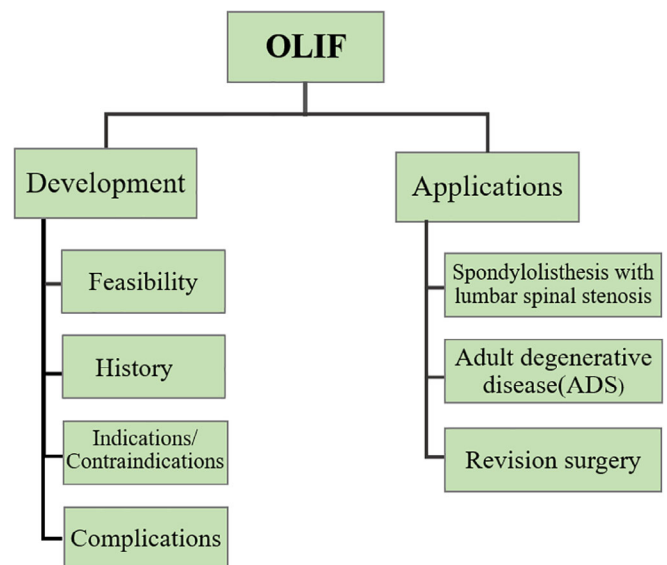 OLIF
Development
Feasibility
History
Indications/
Contraindications
Complications
Applications
Spondylolisthesis with
lumbar spinal stenosis
Adult degenerative
disease(ADS)
Revision surgery